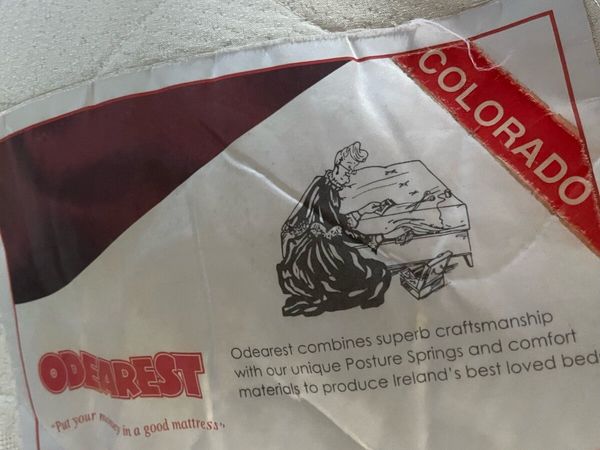 COLORADO
ODEAREST
"Put your money in a good mattress"
Odearest combines superb craftsmanship
with our unique Posture Springs and comfort
materials to produce Ireland's best loved bed